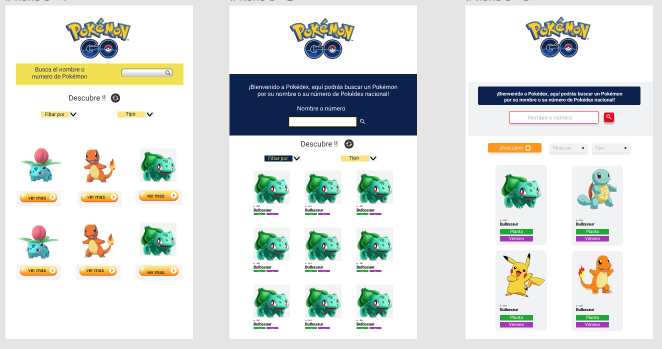 POKÉMON
GO
Busca el nombre o
numero de Pokémon
Descubre !!
Filtar por
Tipo
ver mas
ver mas
ver mas
ver mas
ver mas
ver mas
POKÉMON
GO
¡Bienvenido a Pokédex, aquí podrás buscar un Pokémon
por su nombre o su número de Pokédex nacional!
Nombre o número
Descubre !!
Filtar por
Tipo
Bulbasaur
Bulbasaur
Bulbasaur
Bulbasaur
Bulbasaur
Bulbasaur
Bulbasaur
Bulbasaur
Bulbasaur
POKÉMON
GO
¡Bienvenido a Pokédex, aquí podrás buscar un Pokémon
por su nombre o su número de Pokédex nacional!
Nombre o número
¡Descubre!
Filtrar por
Tipo
Bulbasaur
Planta
Veneno
Bulbasaur
Planta
Veneno
Bulbasaur
Planta
Veneno
Bulbasaur
Planta
Veneno